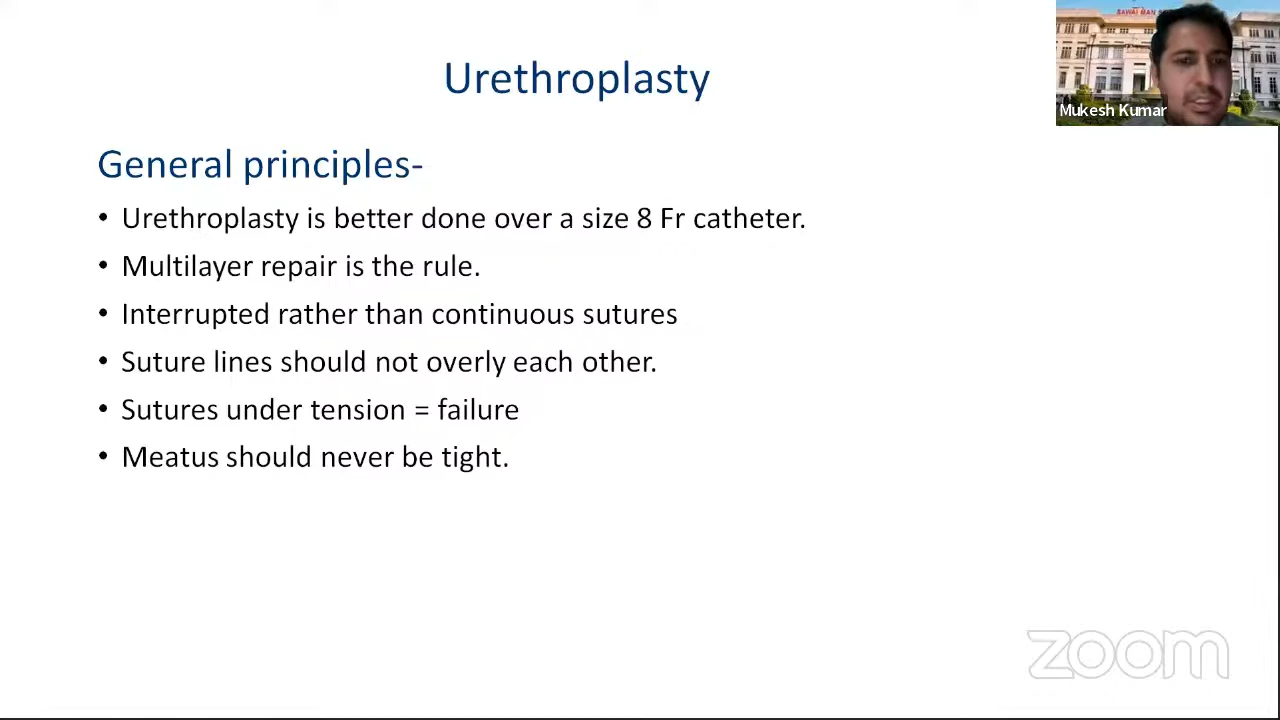 SAWAI MAN
Urethroplasty
Mukesh Kumar
General principles-
• Urethroplasty is better done over a size 8 Fr catheter.
• Multilayer repair is the rule.
• Interrupted rather than continuous sutures
• Suture lines should not overly each other.
• Sutures under tension = failure
• Meatus should never be tight.
zoom